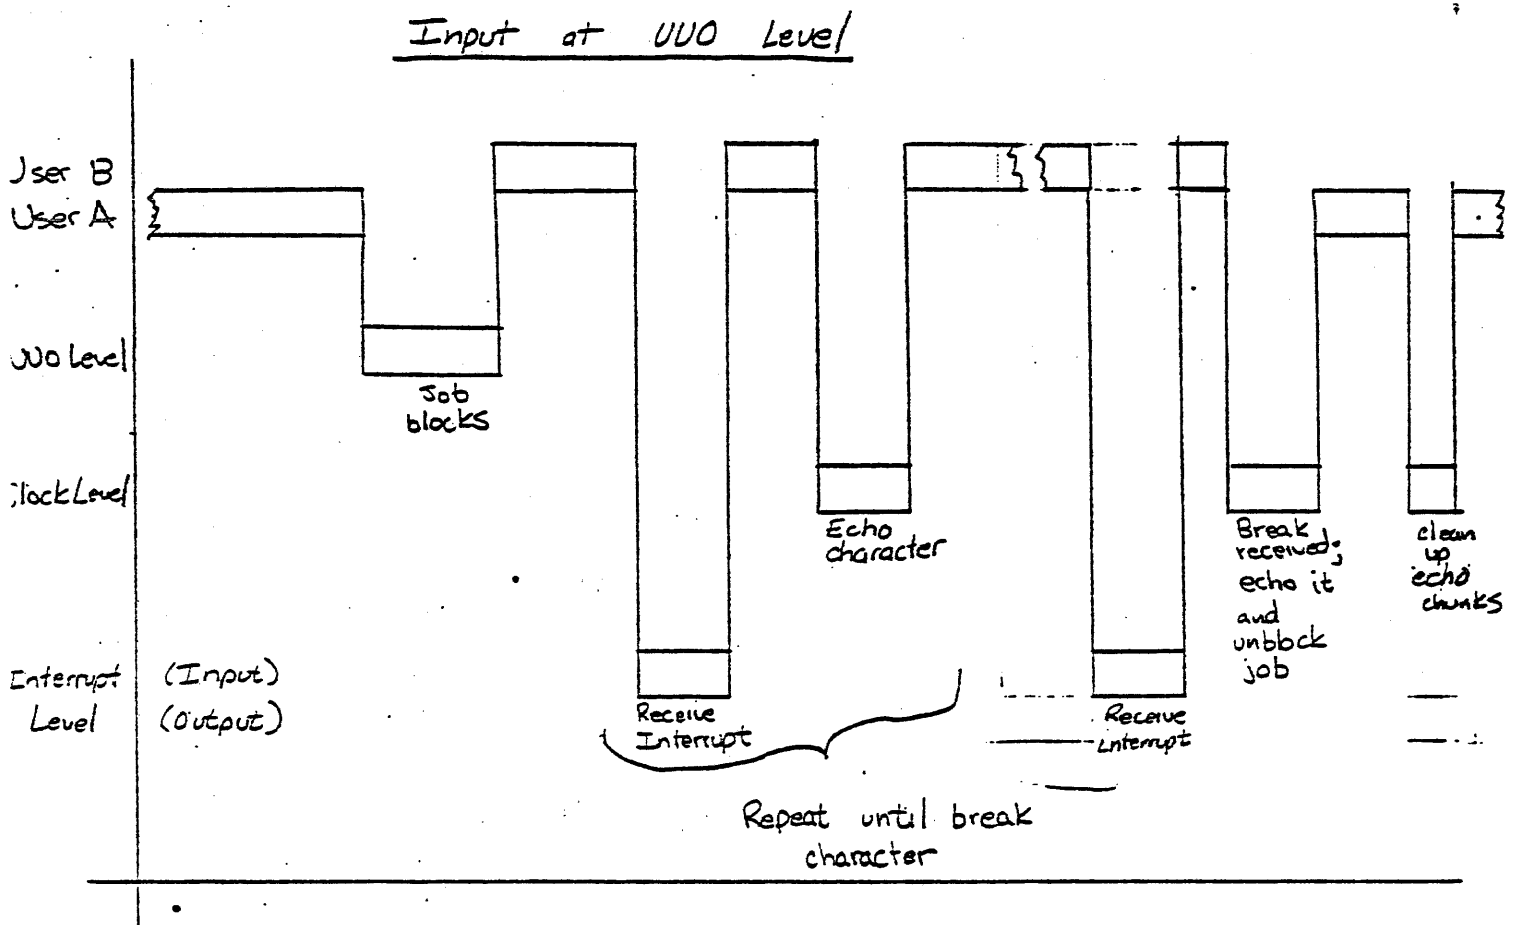 Input at UUO Level
User B
User A
UUO Level
Job
blocks
Clock Level
Echo
character
Break
received;
echo it
and
unblock
job
clean
up
echo
chunks
Interrupt (Input)
Level (Output)
Receive
Interrupt
Receive
Interrupt
Repeat until break
character